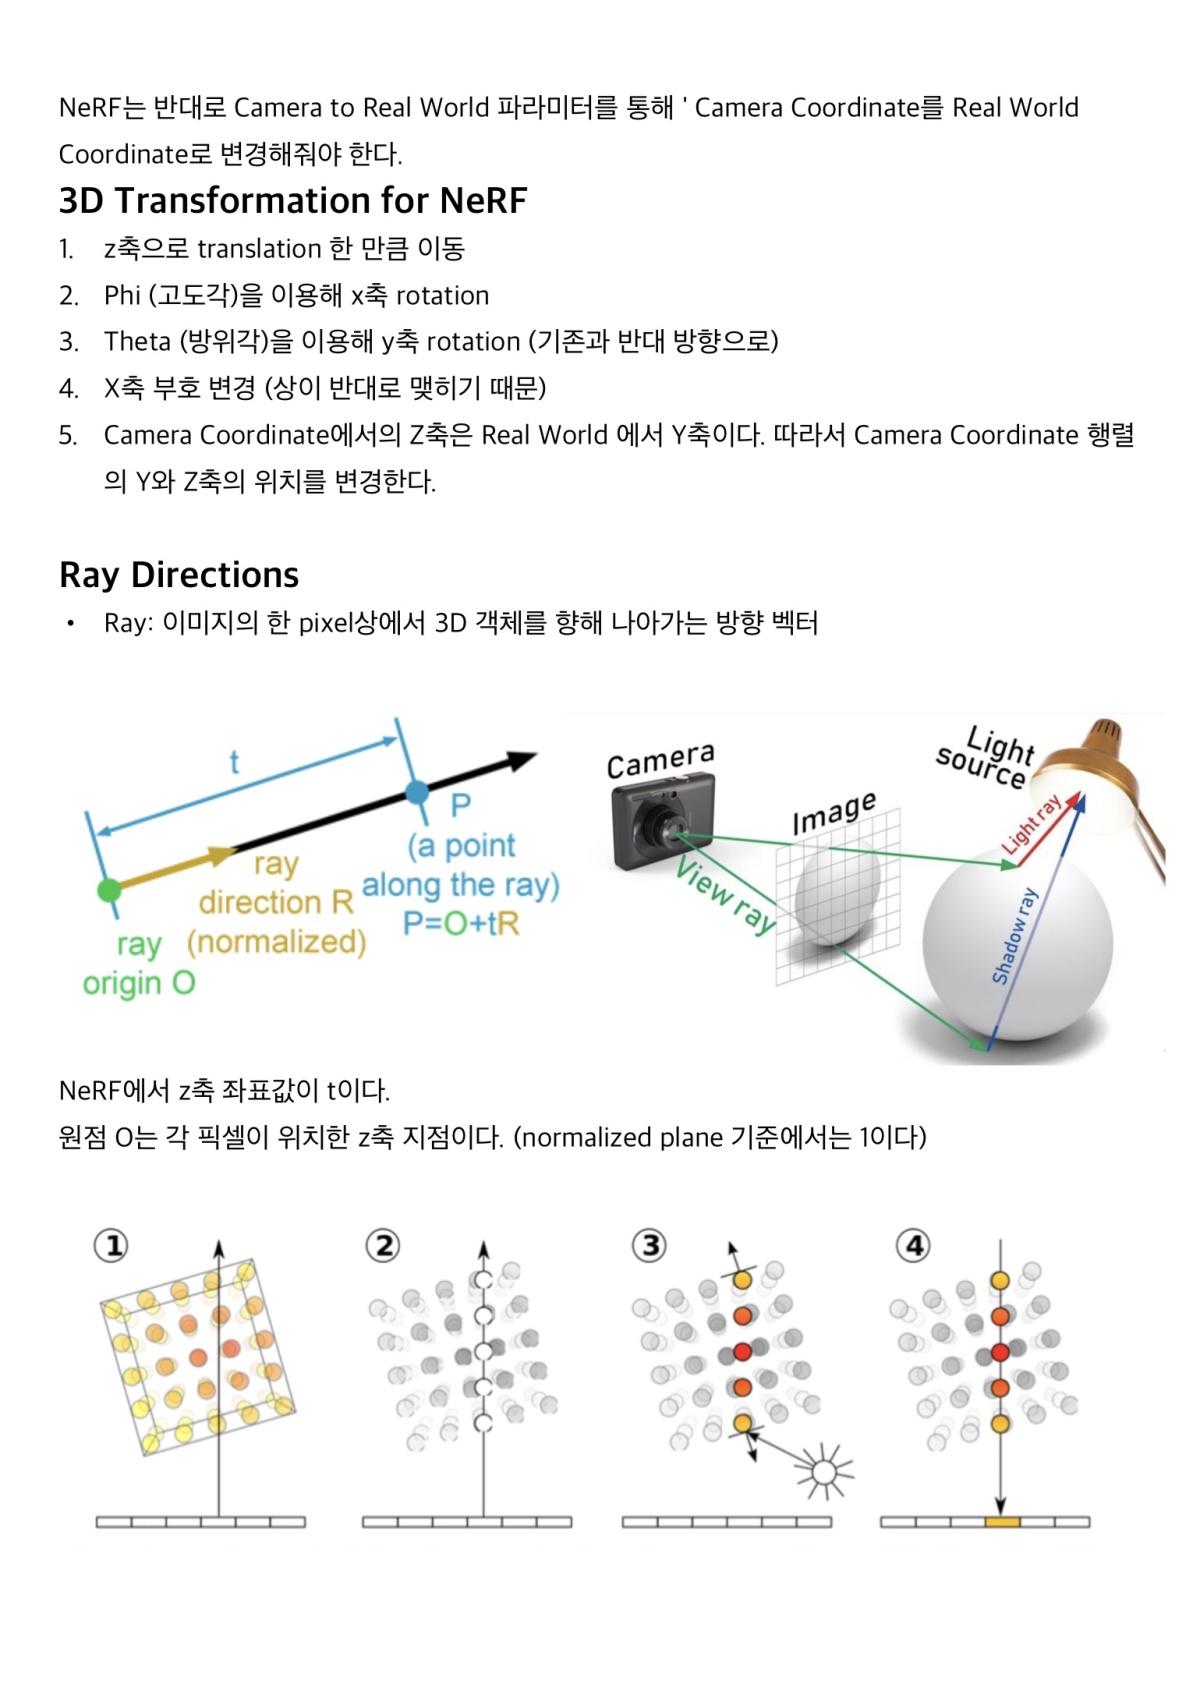 NeRF는 반대로 Camera to Real World 파라미터를 통해 ' Camera Coordinate를 Real World
Coordinate로 변경해줘야 한다.
3D Transformation for NeRF
1. z축으로 translation 한 만큼 이동
2. Phi (고도각)을 이용해 x축 rotation
3. Theta (방위각)을 이용해 y축 rotation (기존과 반대 방향으로)
4. X축 부호 변경 (상이 반대로 맺히기 때문)
5. Camera Coordinate에서의 Z축은 Real World 에서 Y축이다. 따라서 Camera Coordinate 행렬
의 Y와 Z축의 위치를 변경한다.
Ray Directions
• Ray: 이미지의 한 pixel상에서 3D 객체를 향해 나아가는 방향 벡터
t
P
(a point
along the ray)
P=O+tR
ray
direction R
(normalized)
ray
origin O
Camera
Image
View ray
Light
source
Light ray
Shadow ray
NeRF에서 z축 좌표값이 t이다.
원점 O는 각 픽셀이 위치한 z축 지점이다. (normalized plane 기준에서는 1이다)
1
2
3
4